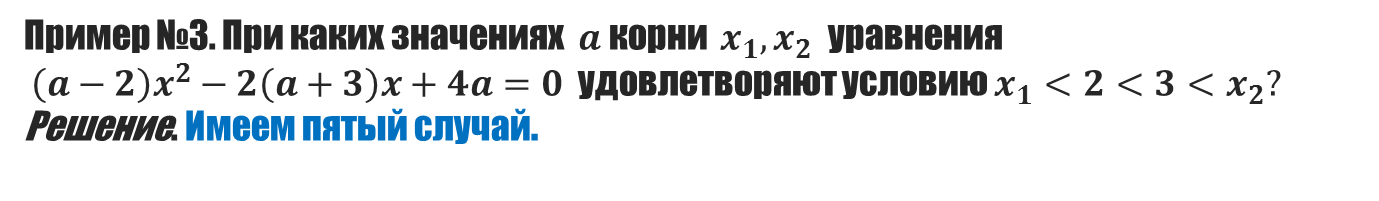 Пример №3. При каких значениях a корни x₁, x₂ уравнения
(a − 2)x² − 2(a + 3)x + 4a = 0 удовлетворяют условию x₁ < 2 < 3 < x₂?
Решение. Имеем пятый случай.